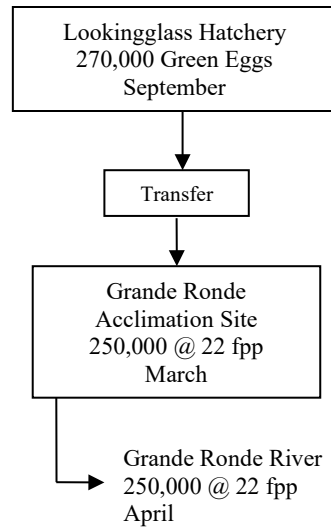 Lookingglass Hatchery
270,000 Green Eggs
September
Transfer
Grande Ronde
Acclimation Site
250,000 @ 22 fpp
March
Grande Ronde River
250,000 @ 22 fpp
April